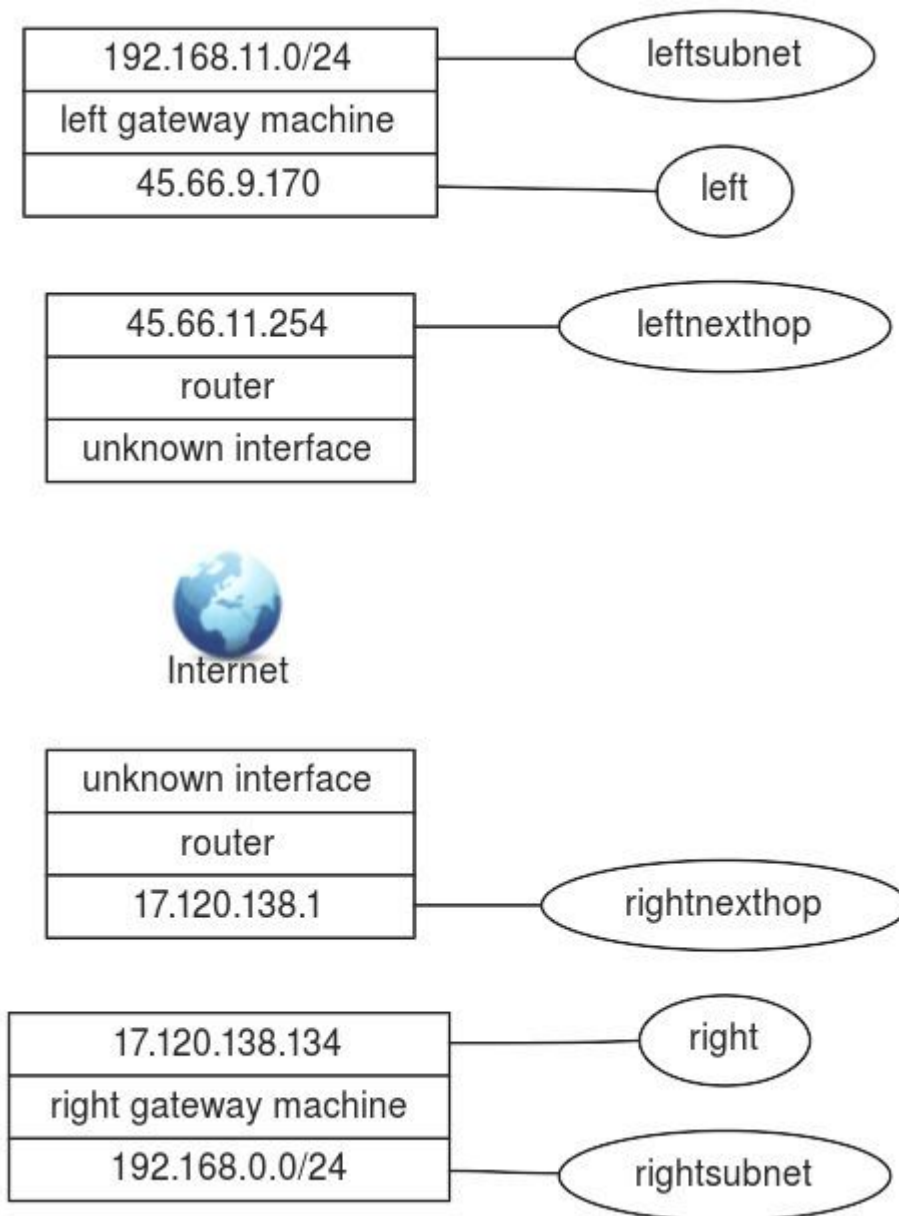 192.168.11.0/24
leftsubnet
left gateway machine
45.66.9.170
left
45.66.11.254
leftnexthop
router
unknown interface
Internet
unknown interface
router
17.120.138.1
rightnexthop
17.120.138.134
right
right gateway machine
192.168.0.0/24
rightsubnet